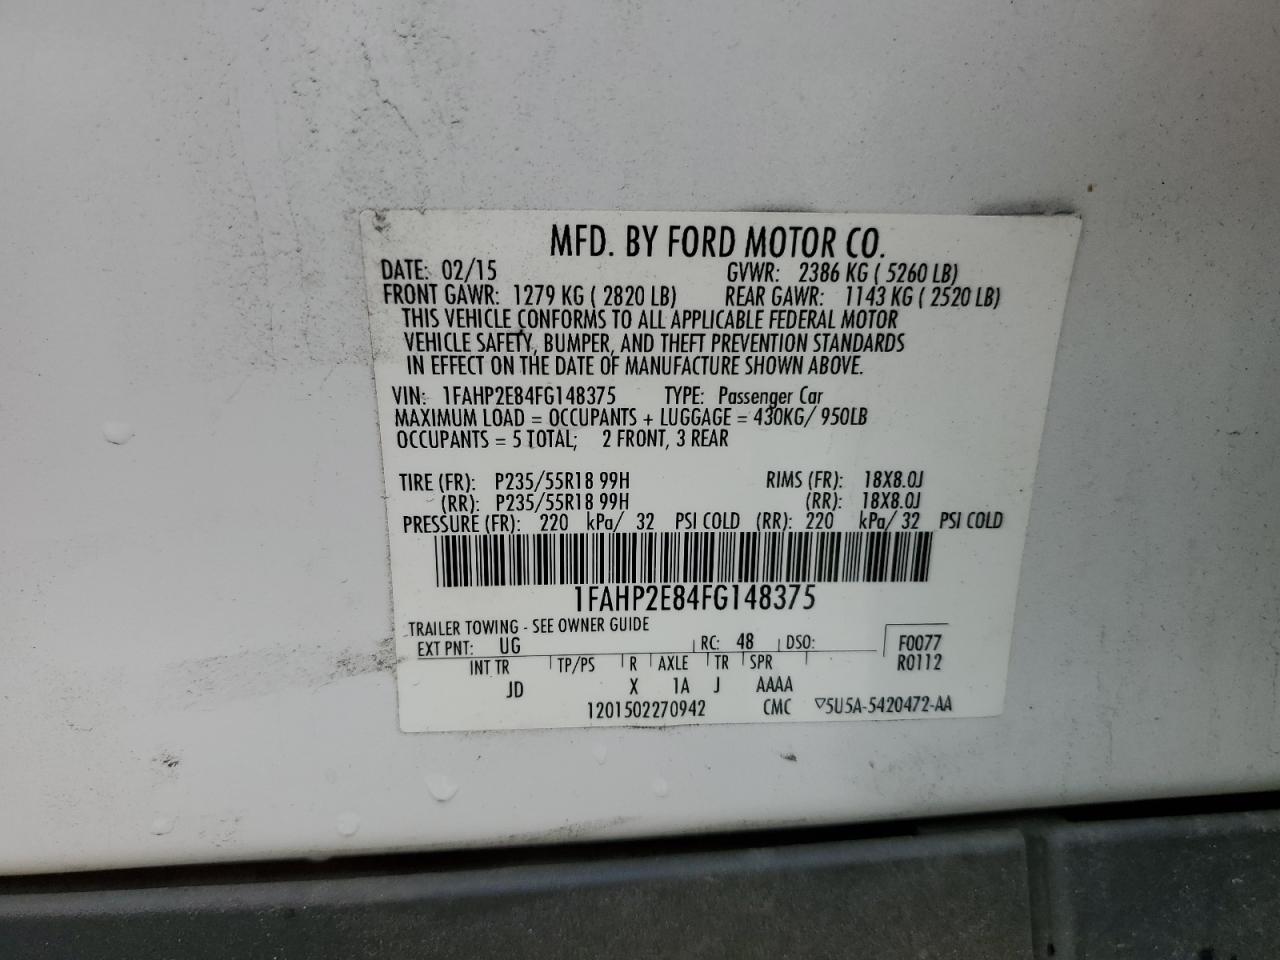 MFD. BY FORD MOTOR CO.
DATE: 02/15 GVWR: 2386 KG ( 5260 LB)
FRONT GAWR: 1279 KG ( 2820 LB) REAR GAWR: 1143 KG ( 2520 LB)
THIS VEHICLE CONFORMS TO ALL APPLICABLE FEDERAL MOTOR
VEHICLE SAFETY, BUMPER, AND THEFT PREVENTION STANDARDS
IN EFFECT ON THE DATE OF MANUFACTURE SHOWN ABOVE.
VIN: 1FAHP2E84FG148375 TYPE: Passenger Car
MAXIMUM LOAD = OCCUPANTS + LUGGAGE = 430KG/ 950LB
OCCUPANTS = 5 TOTAL; 2 FRONT, 3 REAR
TIRE (FR): P235/55R18 99H RIMS (FR): 18X8.0J
(RR): P235/55R18 99H (RR): 18X8.0J
PRESSURE (FR): 220 kPa/ 32 PSI COLD (RR): 220 kPa/ 32 PSI COLD
1FAHP2E84FG148375
TRAILER TOWING - SEE OWNER GUIDE
EXT PNT: UG RC: 48 DSO: F0077
INT TR TP/PS R AXLE TR SPR R0112
JD X 1A J AAAA
1201502270942 CMC ▽5U5A-5420472-AA